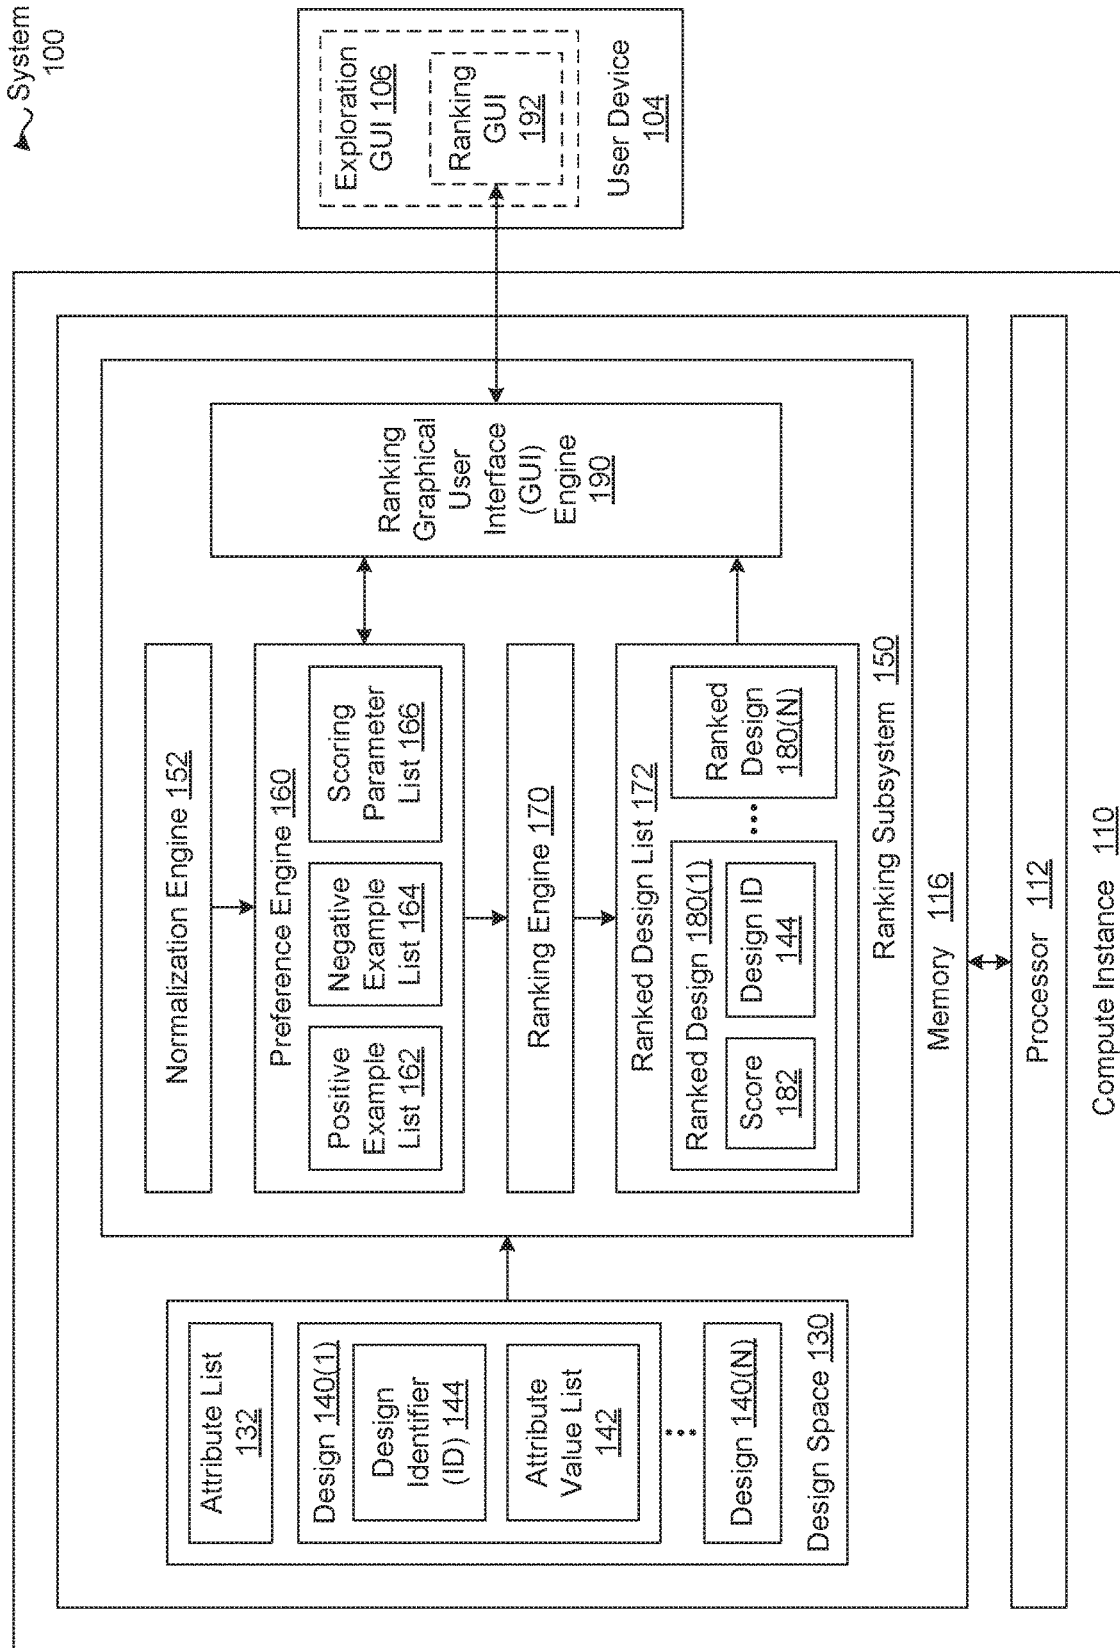 System
100
Exploration
GUI 106
Ranking
GUI
192
User Device
104
Attribute List
132
Design 140(1)
Design
Identifier
(ID) 144
Attribute
Value List
142
...
Design 140(N)
Design Space 130
Normalization Engine 152
Preference Engine 160
Positive
Example
List 162
Negative
Example
List 164
Scoring
Parameter
List 166
Ranking Engine 170
Ranked Design List 172
Ranked Design 180(1)
Score
182
Design ID
144
...
Ranked
Design
180(N)
Ranking
Graphical
User
Interface
(GUI)
Engine
190
Ranking Subsystem 150
Memory 116
Processor 112
Compute Instance 110